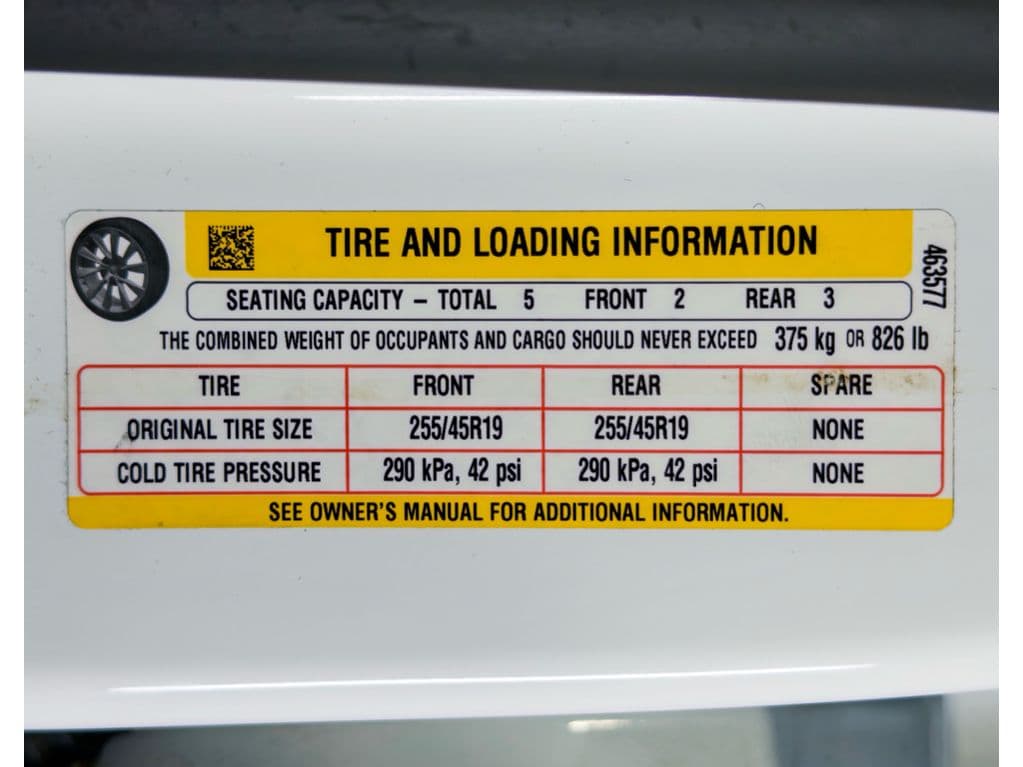 TIRE AND LOADING INFORMATION
463577
SEATING CAPACITY – TOTAL 5 FRONT 2 REAR 3
THE COMBINED WEIGHT OF OCCUPANTS AND CARGO SHOULD NEVER EXCEED 375 kg OR 826 lb
TIRE FRONT REAR SPARE
ORIGINAL TIRE SIZE 255/45R19 255/45R19 NONE
COLD TIRE PRESSURE 290 kPa, 42 psi 290 kPa, 42 psi NONE
SEE OWNER'S MANUAL FOR ADDITIONAL INFORMATION.